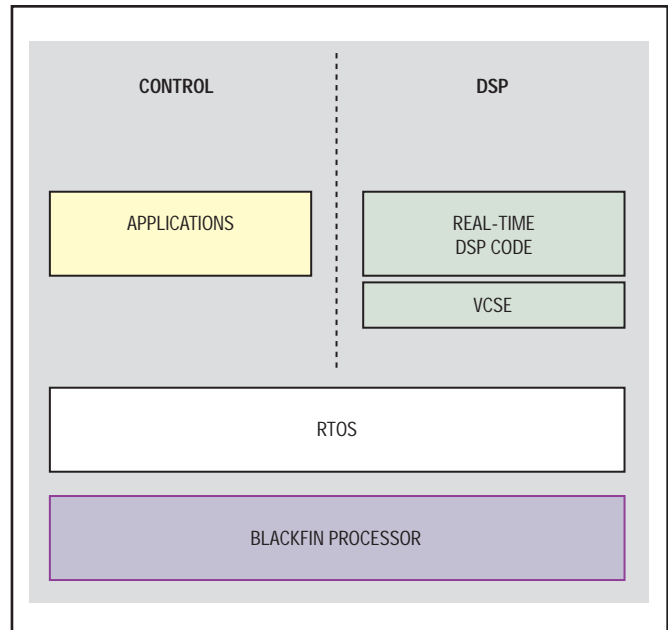 CONTROL
DSP
APPLICATIONS
REAL-TIME
DSP CODE
VCSE
RTOS
BLACKFIN PROCESSOR